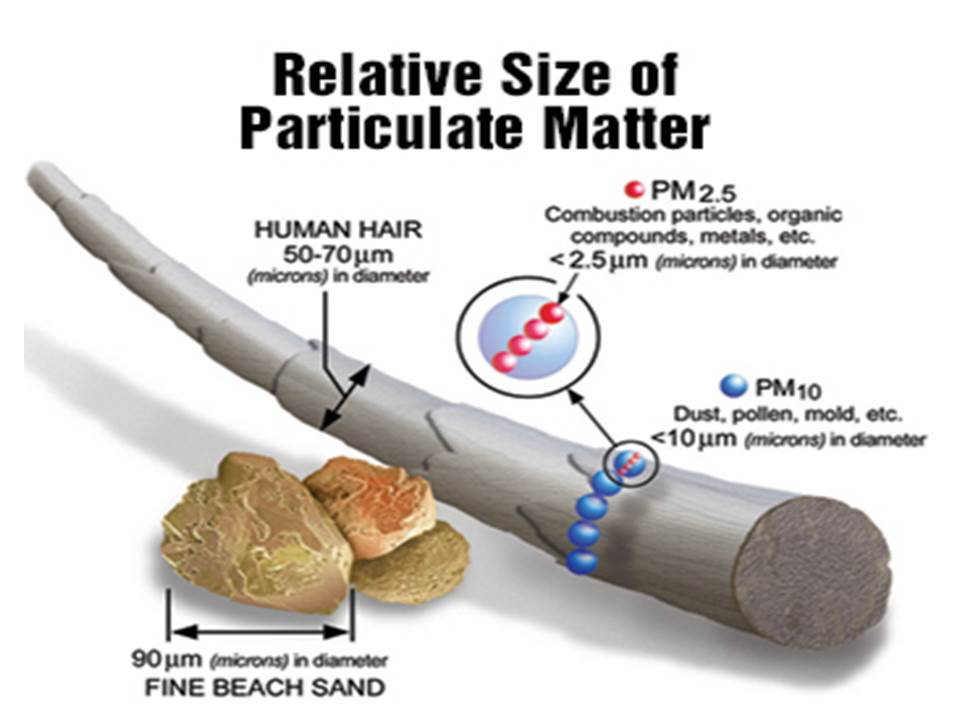 Relative Size of
Particulate Matter
HUMAN HAIR
50-70μm
(microns) in diameter
PM2.5
Combustion particles, organic
compounds, metals, etc.
<2.5μm (microns) in diameter
PM10
Dust, pollen, mold, etc.
<10μm (microns) in diameter
90μm (microns) in diameter
FINE BEACH SAND